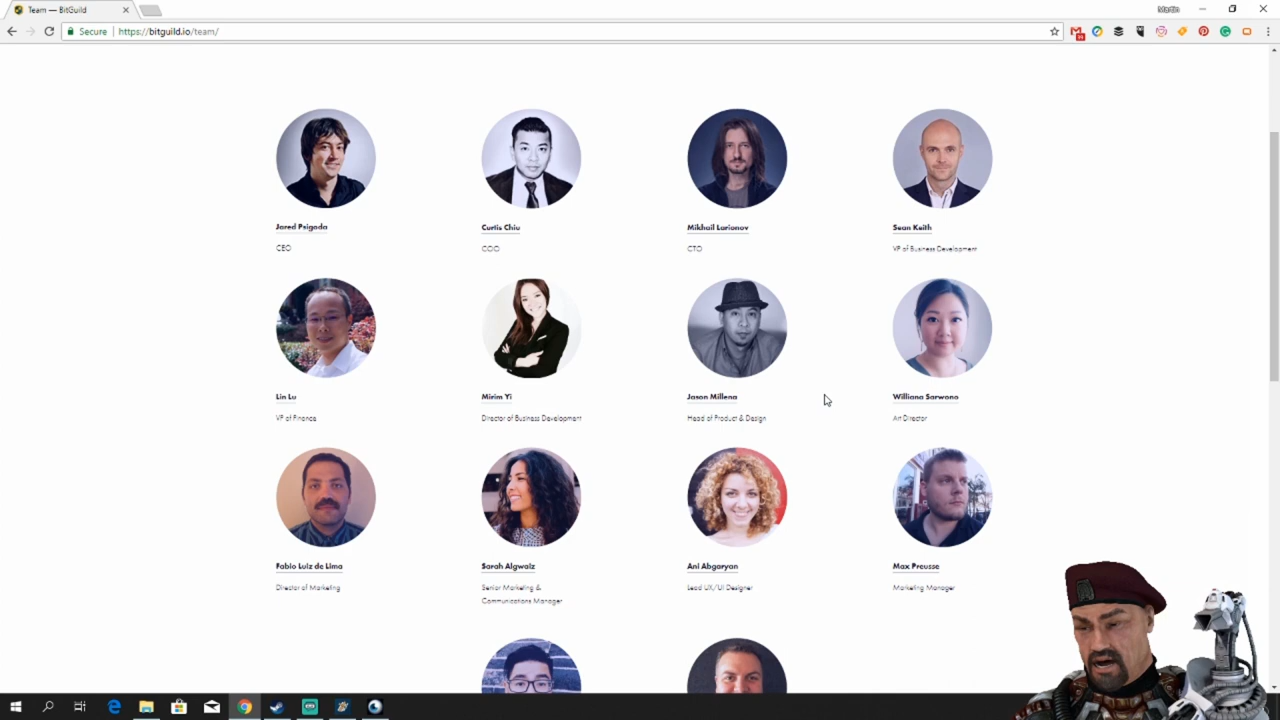 Team — BitGuild
Martin
Secure https://bitguild.io/team/
Jared Psigoda
Curtis Chiu
Mikhail Larionov
Sean Keith
CEO
COO
CTO
VP of Business Development
Lin Lu
Mirim Yi
Jason Millena
Williana Sarwono
VP of Finance
Director of Business Development
Head of Product & Design
Art Director
Fabio Luiz de Lima
Sarah Algwaiz
Ani Abgaryan
Max Preusse
Director of Marketing
Senior Marketing &
Communications Manager
Lead UX/UI Designer
Marketing Manager